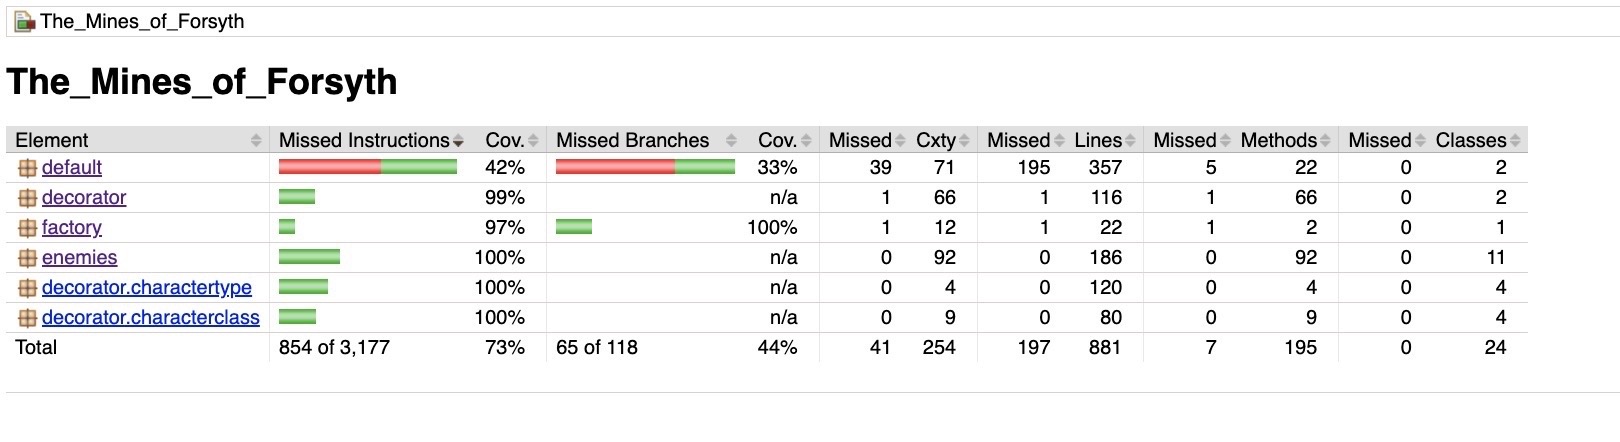 The_Mines_of_Forsyth
The_Mines_of_Forsyth
Element Missed Instructions Cov. Missed Branches Cov. Missed Cxty Missed Lines Missed Methods Missed Classes
default 42% 33% 39 71 195 357 5 22 0 2
decorator 99% n/a 1 66 1 116 1 66 0 2
factory 97% 100% 1 12 1 22 1 2 0 1
enemies 100% n/a 0 92 0 186 0 92 0 11
decorator.charactertype 100% n/a 0 4 0 120 0 4 0 4
decorator.characterclass 100% n/a 0 9 0 80 0 9 0 4
Total 854 of 3,177 73% 65 of 118 44% 41 254 197 881 7 195 0 24